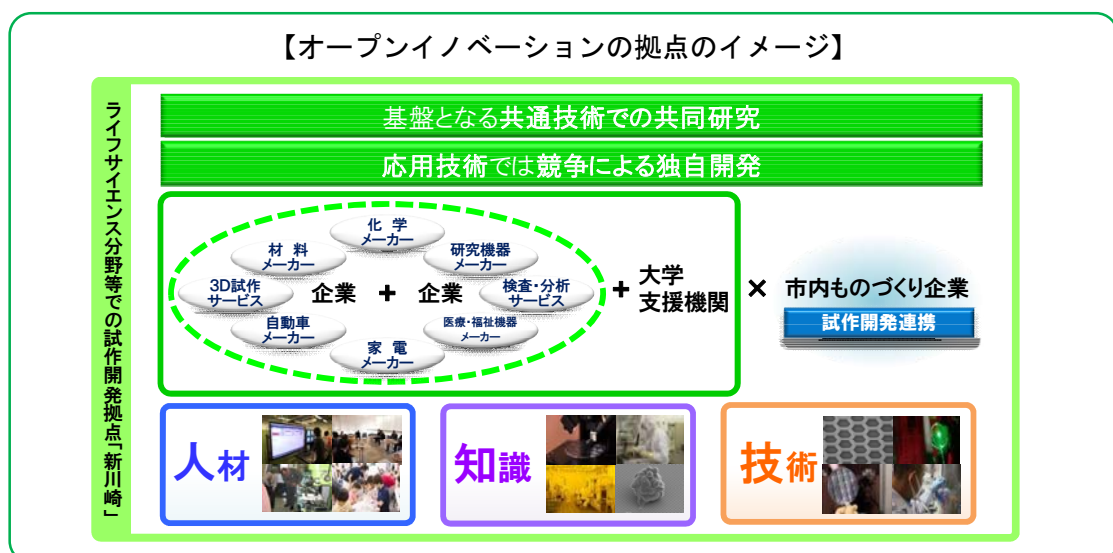 【オープンイノベーションの拠点のイメージ】
ライフサイエンス分野等での試作開発拠点「新川崎」
基盤となる共通技術での共同研究
応用技術では競争による独自開発
化 学
メーカー
材 料
メーカー
研究機器
メーカー
3D試作
サービス
企業 + 企業
検査・分析
サービス
自動車
メーカー
医療・福祉機器
メーカー
家 電
メーカー
+
大学
支援機関
×
市内ものづくり企業
試作開発連携
人材
知識
技術